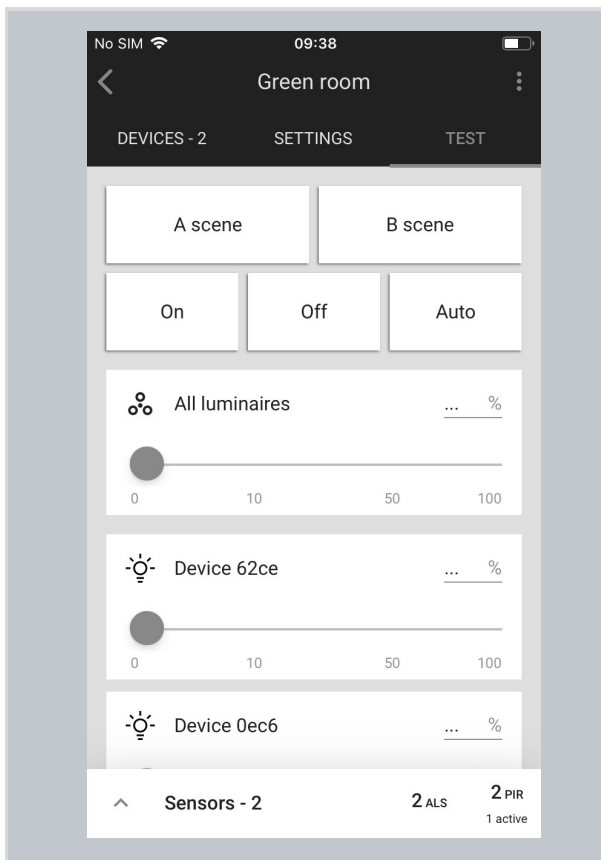 No SIM 09:38
Green room
DEVICES - 2 SETTINGS TEST
A scene B scene
On Off Auto
All luminaires ... %
0 10 50 100
Device 62ce ... %
0 10 50 100
Device 0ec6 ... %
Sensors - 2 2 ALS 2 PIR
1 active